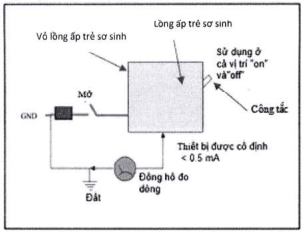 Lồng ấp trẻ sơ sinh
Vỏ lồng ấp trẻ sơ sinh
Sử dụng ở
cả vị trí "on"
và"off"
Mở
Công tắc
GND
Thiết bị được cố định
< 0.5 mA
Đồng hồ đo
dòng
Đất